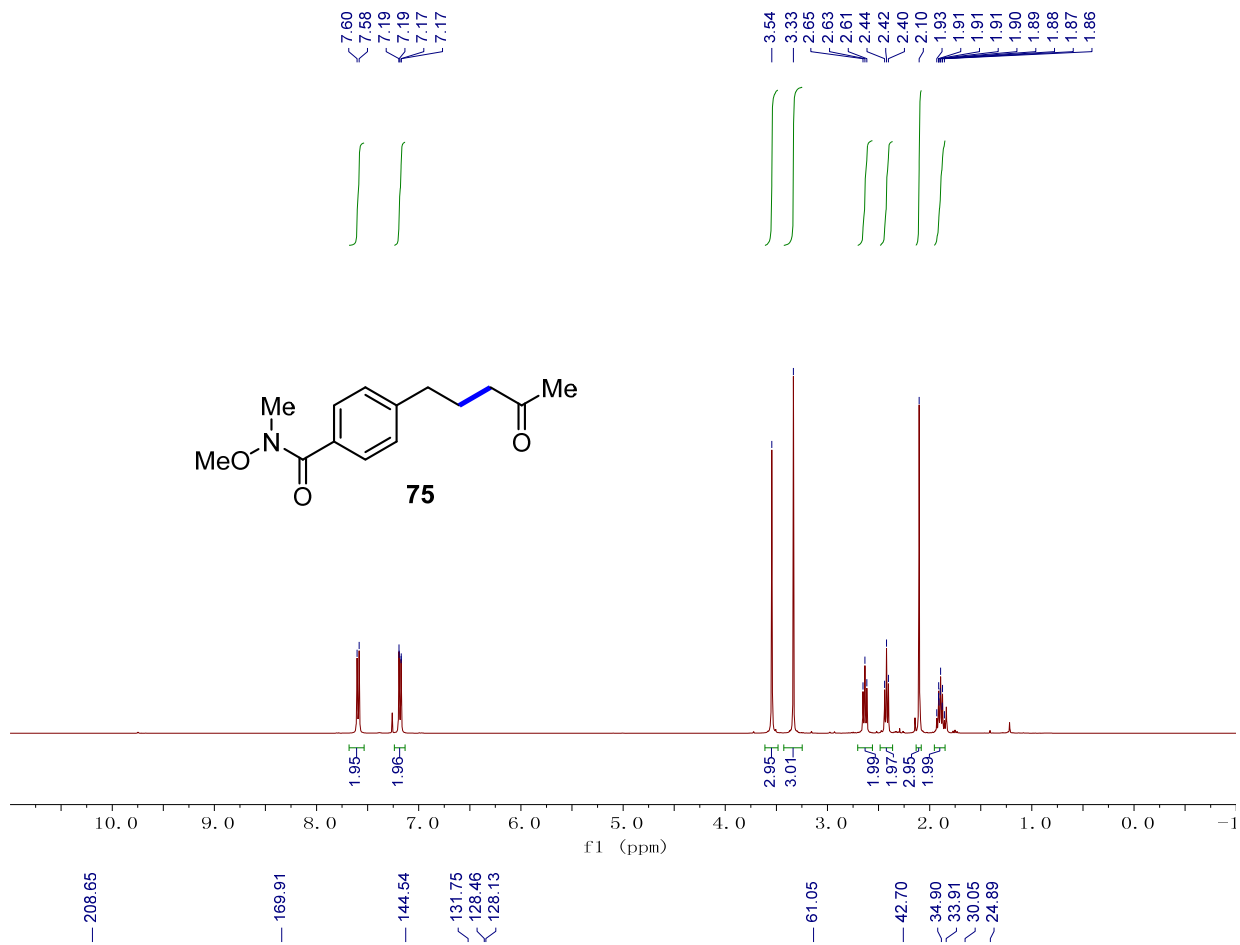 7.60 7.58 7.19 7.19 7.17 7.17 3.54 3.33 2.65 2.63 2.61 2.44 2.42 2.40 2.10 1.93 1.91 1.91 1.91 1.90 1.89 1.88 1.87 1.86
Me
Me
N
MeO
O
O
75
1.95 1.96 2.95 3.01 1.99 1.97 2.95 1.99
10.0 9.0 8.0 7.0 6.0 5.0 4.0 3.0 2.0 1.0 0.0 -1
f1 (ppm)
208.65 169.91 144.54 131.75 128.46 128.13 61.05 42.70 34.90 33.91 30.05 24.89